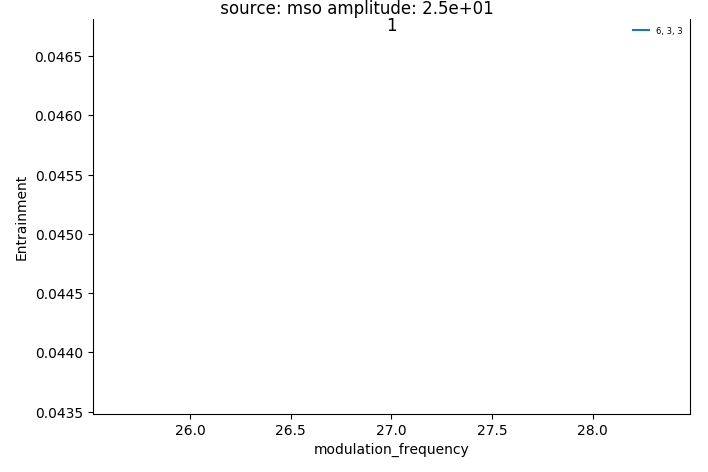 source: mso amplitude: 2.5e+01
1
6, 3, 3
0.0465
0.0460
0.0455
0.0450
0.0445
0.0440
0.0435
Entrainment
26.0 26.5 27.0 27.5 28.0
modulation_frequency